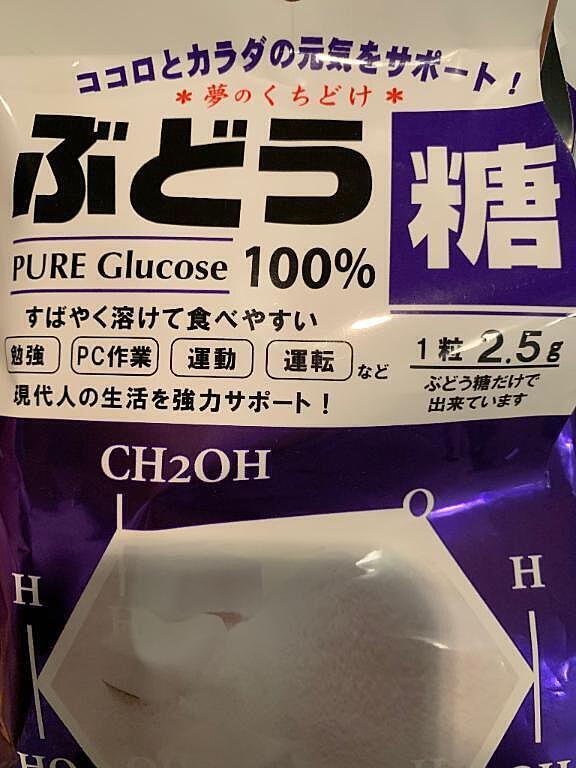 ココロとカラダの元気をサポート!
*夢のくちどけ*
ぶどう糖
PURE Glucose 100%
すばやく溶けて食べやすい
勉強 PC作業 運動 運転 など
現代人の生活を強力サポート!
1粒 2.5g
ぶどう糖だけで
出来ています
CH2OH
O
H
H
H
HO